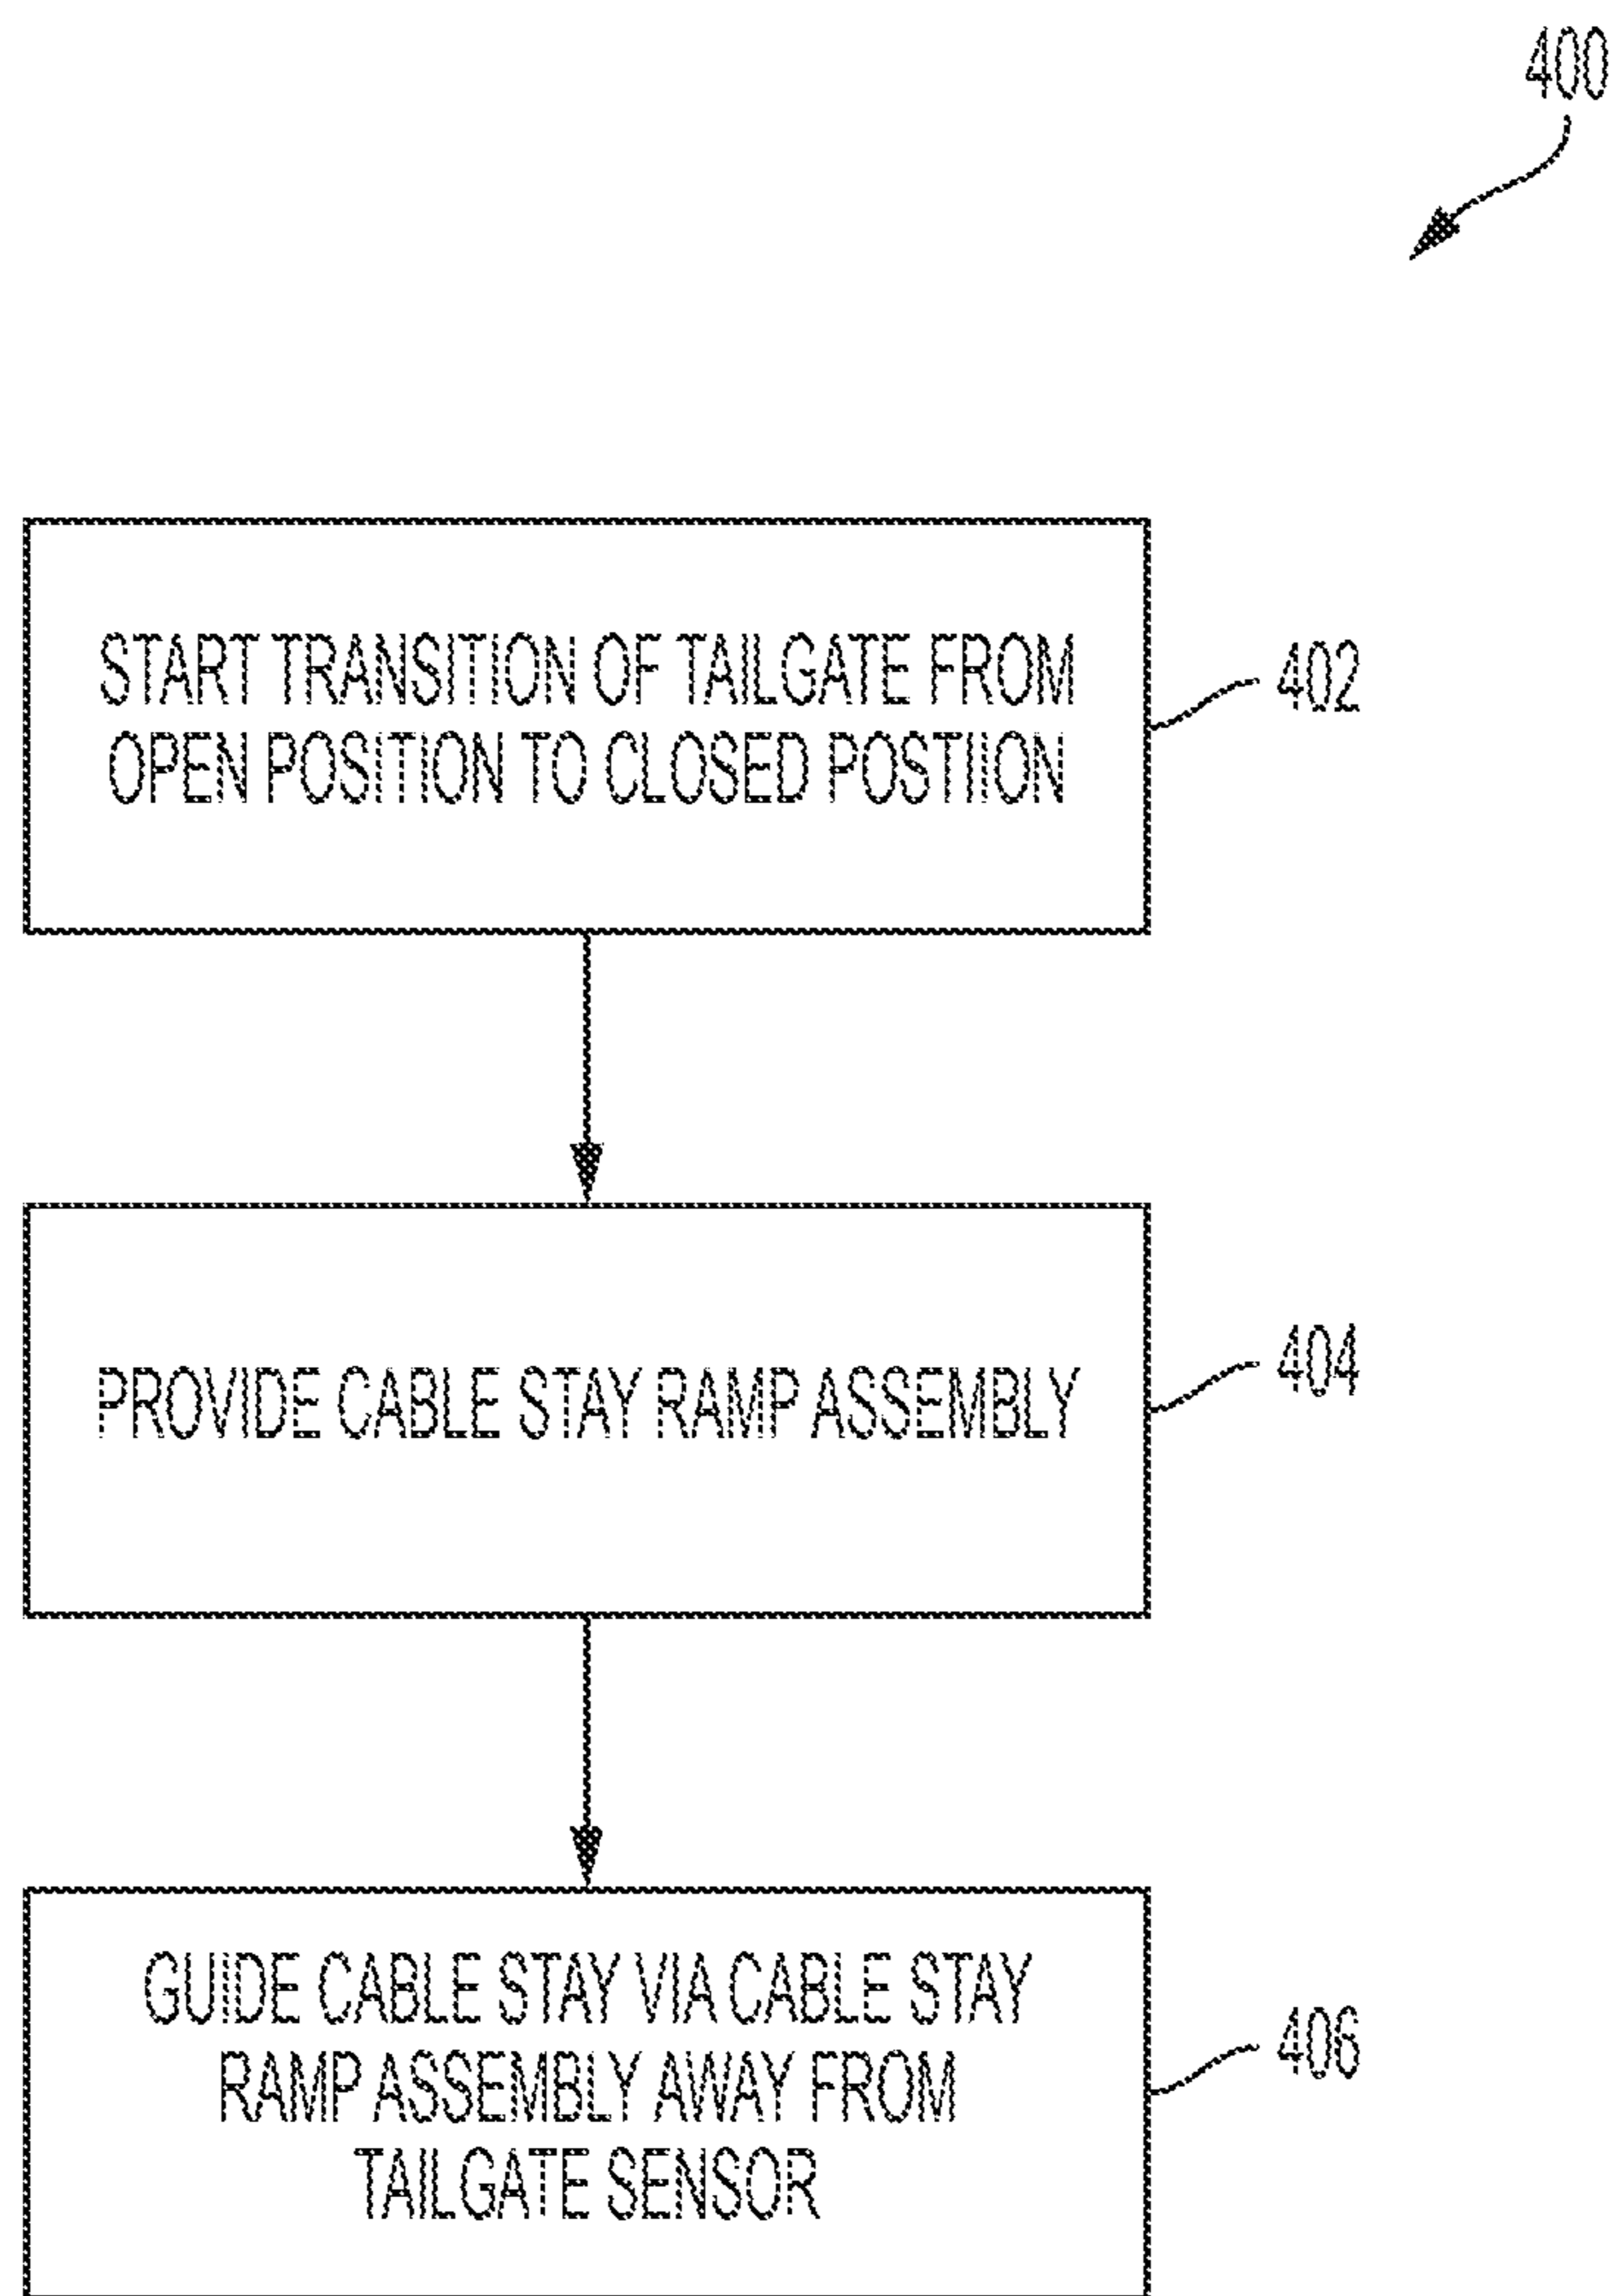 400
START TRANSITION OF TAILGATE FROM
OPEN POSITION TO CLOSED POSTIION
402
PROVIDE CABLE STAY RAMP ASSEMBLY
404
GUIDE CABLE STAY VIA CABLE STAY
RAMP ASSEMBLY AWAY FROM
TAILGATE SENSOR
406